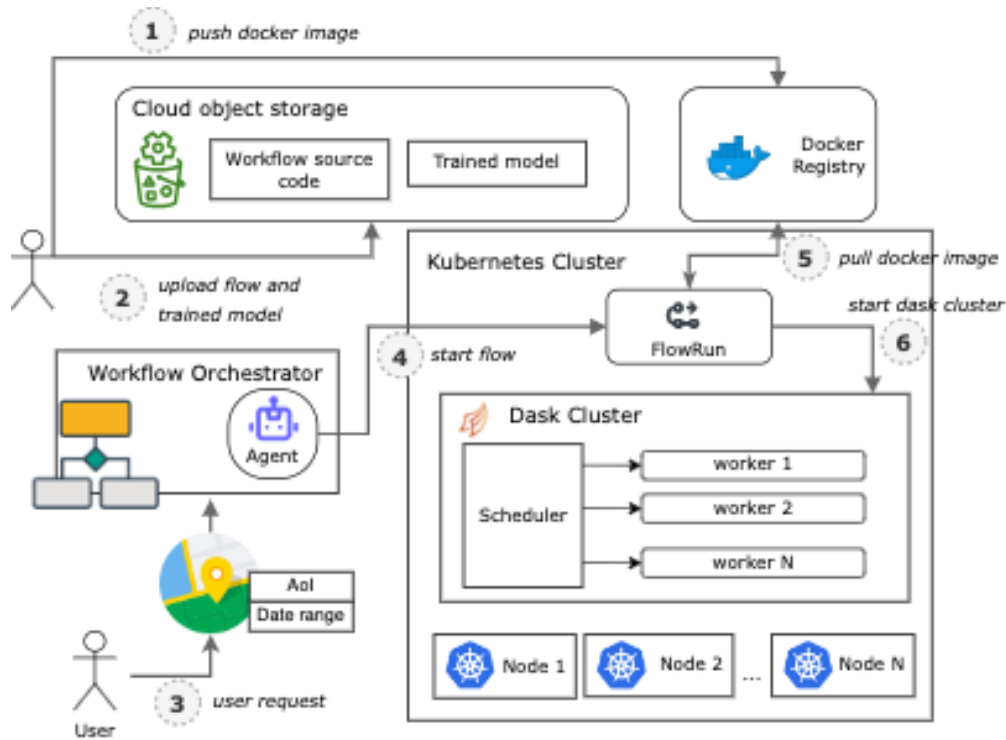 1
push docker image
Cloud object storage
Workflow source
code
Trained model
Docker
Registry
2
upload flow and
trained model
Kubernetes Cluster
5
pull docker image
FlowRun
start dask cluster
6
4
start flow
Workflow Orchestrator
Agent
Dask Cluster
Scheduler
worker 1
worker 2
worker N
AoI
Date range
3
user request
User
Node 1
Node 2
...
Node N